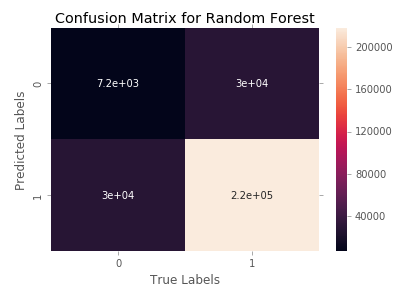 Confusion Matrix for Random Forest
Predicted Labels
0
1
7.2e+03
3e+04
3e+04
2.2e+05
0
1
True Labels
200000
160000
120000
80000
40000